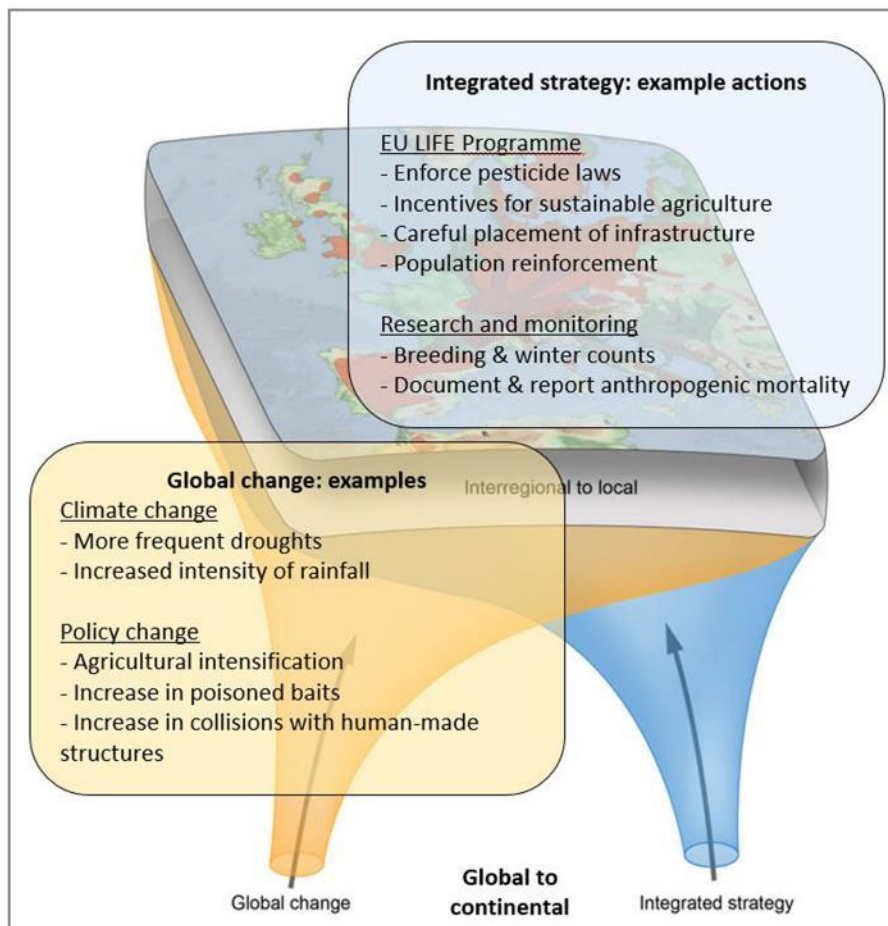 Integrated strategy: example actions
EU LIFE Programme
- Enforce pesticide laws
- Incentives for sustainable agriculture
- Careful placement of infrastructure
- Population reinforcement
Research and monitoring
- Breeding & winter counts
- Document & report anthropogenic mortality
Global change: examples
Climate change
- More frequent droughts
- Increased intensity of rainfall
Policy change
- Agricultural intensification
- Increase in poisoned baits
- Increase in collisions with human-made
structures
Interregional to local
Global change
Global to
continental
Integrated strategy